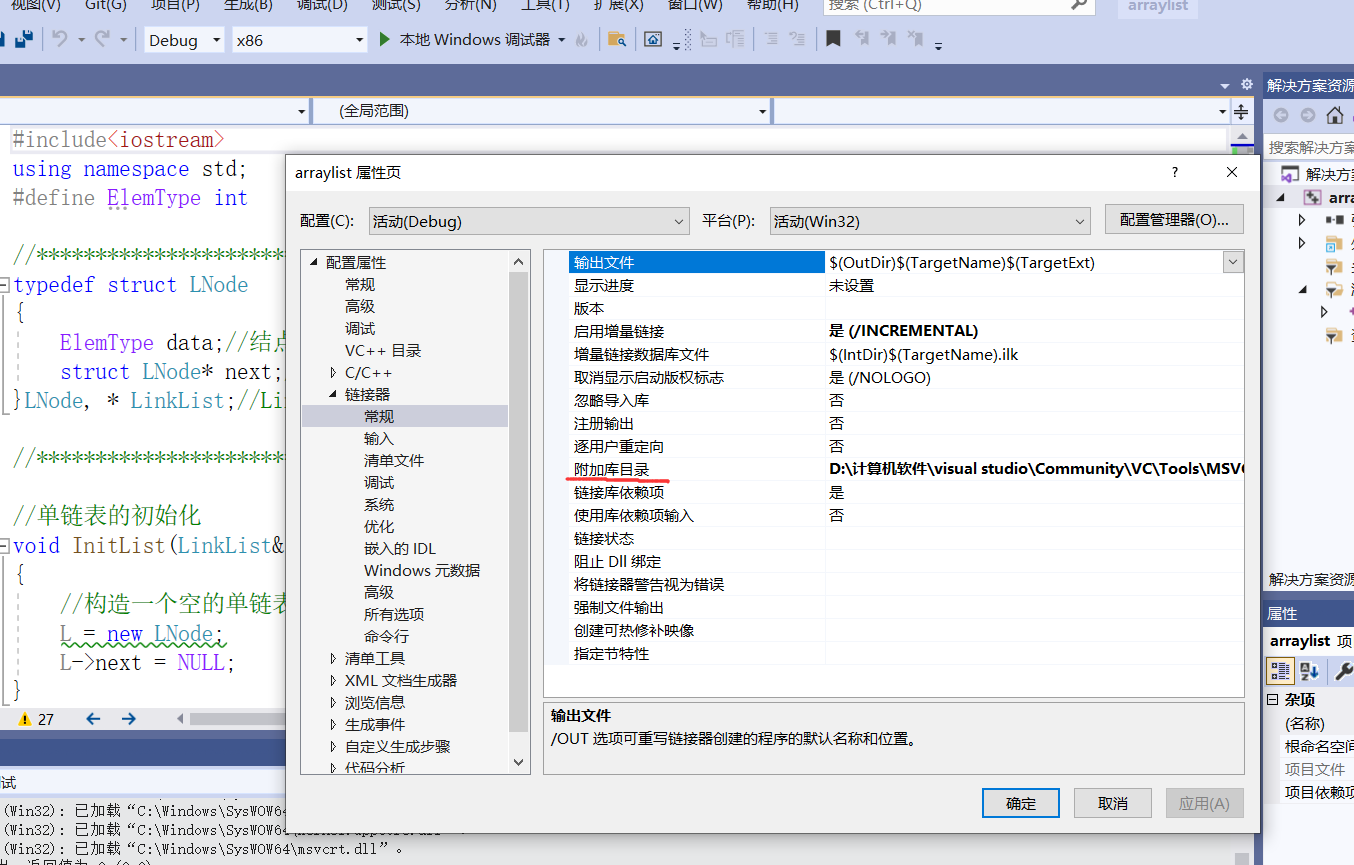 视图(V) Git(G) 项目(P) 生成(B) 调试(D) 测试(S) 分析(N) 工具(T) 扩展(X) 窗口(W) 帮助(H) 搜索 (Ctrl+Q) arraylist
Debug x86 本地 Windows 调试器
解决方案资源
(全局范围)
#include<iostream>
using namespace std;
#define ElemType int
搜索解决方案
解决方
arra
//*********************
typedef struct LNode
{
ElemType data;//结点
struct LNode* next;
}LNode, * LinkList;//Li
//*********************
//单链表的初始化
void InitList(LinkList&
{
//构造一个空的单链表
L = new LNode;
L->next = NULL;
}
27
arraylist 属性页
?
配置(C): 活动(Debug) 平台(P): 活动(Win32) 配置管理器(O)...
配置属性
常规
高级
调试
VC++ 目录
C/C++
链接器
常规
输入
清单文件
调试
系统
优化
嵌入的 IDL
Windows 元数据
高级
所有选项
命令行
清单工具
XML 文档生成器
浏览信息
生成事件
自定义生成步骤
代码分析
输出文件 $(OutDir)$(TargetName)$(TargetExt)
显示进度 未设置
版本
启用增量链接 是 (/INCREMENTAL)
增量链接数据库文件 $(IntDir)$(TargetName).ilk
取消显示启动版权标志 是 (/NOLOGO)
忽略导入库 否
注册输出 否
逐用户重定向 否
附加库目录 D:\计算机软件\visual studio\Community\VC\Tools\MSVC
链接库依赖项 是
使用库依赖项输入 否
链接状态
阻止 Dll 绑定
将链接器警告视为错误
强制文件输出
创建可热修补映像
指定节特性
输出文件
/OUT 选项可重写链接器创建的程序的默认名称和位置。
确定 取消 应用(A)
解决方案资源
属性
arraylist 项
杂项
(名称)
根命名空间
项目文件
项目依赖项
试
(Win32): 已加载“C:\Windows\SysWOW64
(Win32): 已加载“C:\Windows\SysWOW64
(Win32): 已加载“C:\Windows\SysWOW64\msvcrt.dll”。